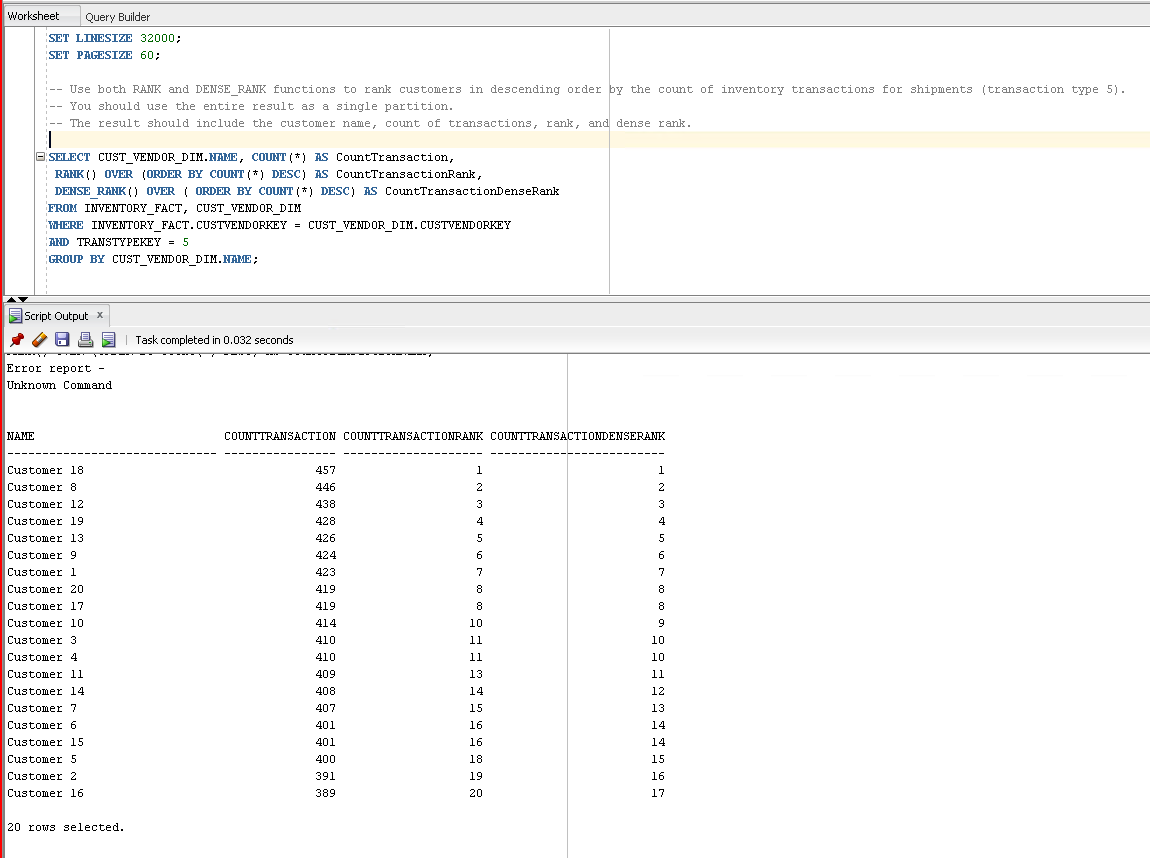 Worksheet Query Builder
SET LINESIZE 32000;
SET PAGESIZE 60;
-- Use both RANK and DENSE_RANK functions to rank customers in descending order by the count of inventory transactions for shipments (transaction type 5).
-- You should use the entire result as a single partition.
-- The result should include the customer name, count of transactions, rank, and dense rank.
SELECT CUST_VENDOR_DIM.NAME, COUNT(*) AS CountTransaction,
RANK() OVER (ORDER BY COUNT(*) DESC) AS CountTransactionRank,
DENSE_RANK() OVER ( ORDER BY COUNT(*) DESC) AS CountTransactionDenseRank
FROM INVENTORY_FACT, CUST_VENDOR_DIM
WHERE INVENTORY_FACT.CUSTVENDORKEY = CUST_VENDOR_DIM.CUSTVENDORKEY
AND TRANSTYPEKEY = 5
GROUP BY CUST_VENDOR_DIM.NAME;
Script Output x
Task completed in 0.032 seconds
Error report -
Unknown Command
NAME COUNTTRANSACTION COUNTTRANSACTIONRANK COUNTTRANSACTIONDENSERANK
------------------------------ ---------------- -------------------- -------------------------
Customer 18 457 1 1
Customer 8 446 2 2
Customer 12 438 3 3
Customer 19 428 4 4
Customer 13 426 5 5
Customer 9 424 6 6
Customer 1 423 7 7
Customer 20 419 8 8
Customer 17 419 8 8
Customer 10 414 10 9
Customer 3 410 11 10
Customer 4 410 11 10
Customer 11 409 13 11
Customer 14 408 14 12
Customer 7 407 15 13
Customer 6 401 16 14
Customer 15 401 16 14
Customer 5 400 18 15
Customer 2 391 19 16
Customer 16 389 20 17
20 rows selected.